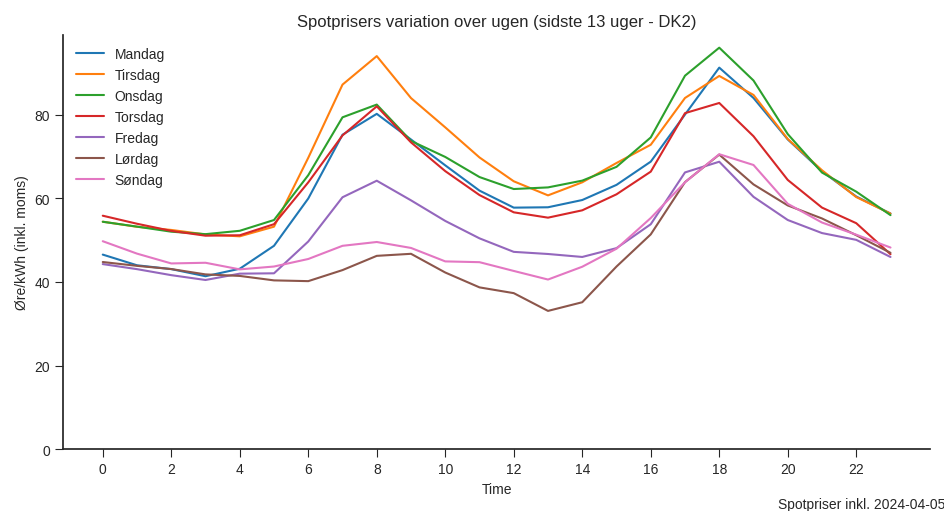 Spotprisers variation over ugen (sidste 13 uger - DK2)
Mandag
Tirsdag
Onsdag
Torsdag
Fredag
Lørdag
Søndag
Øre/kWh (inkl. moms)
80
60
40
20
0
0 2 4 6 8 10 12 14 16 18 20 22
Time
Spotpriser inkl. 2024-04-05